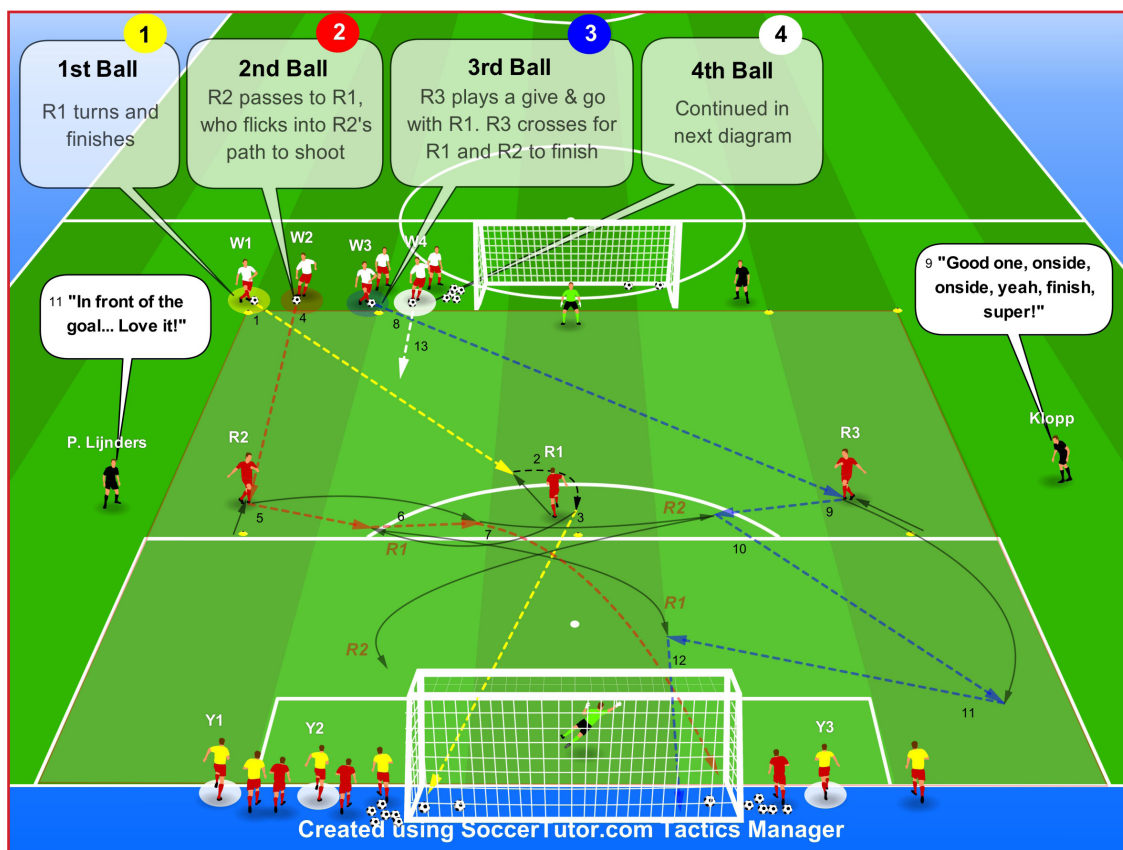 1
1st Ball
R1 turns and
finishes
2
2nd Ball
R2 passes to R1,
who flicks into R2's
path to shoot
3
3rd Ball
R3 plays a give & go
with R1. R3 crosses for
R1 and R2 to finish
4
4th Ball
Continued in
next diagram
W1
W2
W3
W4
11 "In front of the
goal... Love it!"
9 "Good one, onside,
onside, yeah, finish,
super!"
1
4
8
13
P. Lijnders
R2
R1
R3
Klopp
2
5
6
7
3
9
R2
R1
10
R1
R2
12
11
Y1
Y2
Y3
Created using SoccerTutor.com Tactics Manager